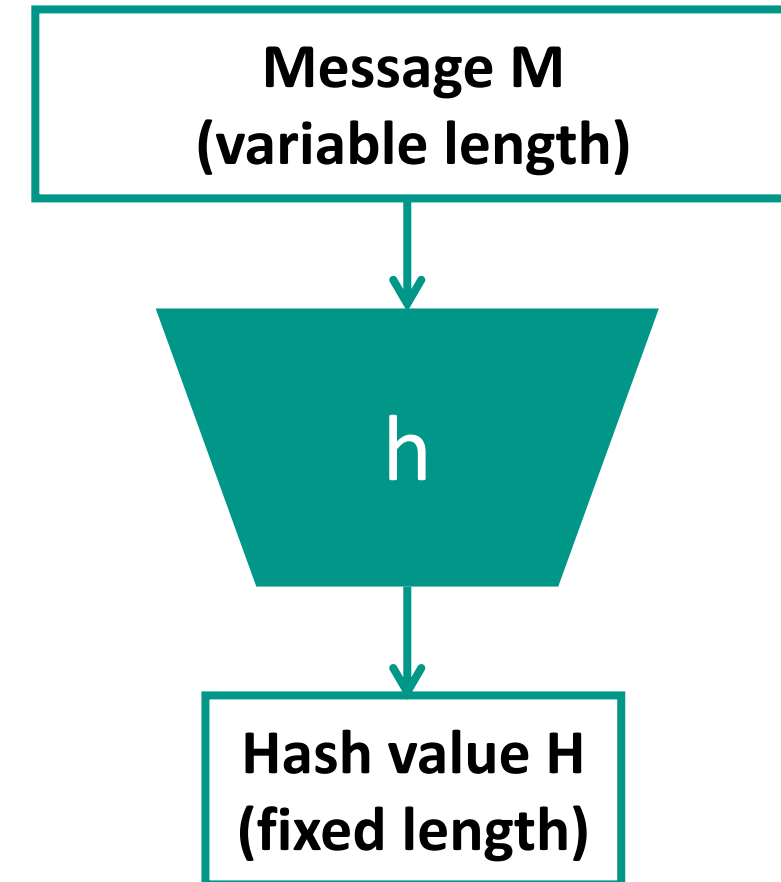 Message M
(variable length)
h
Hash value H
(fixed length)